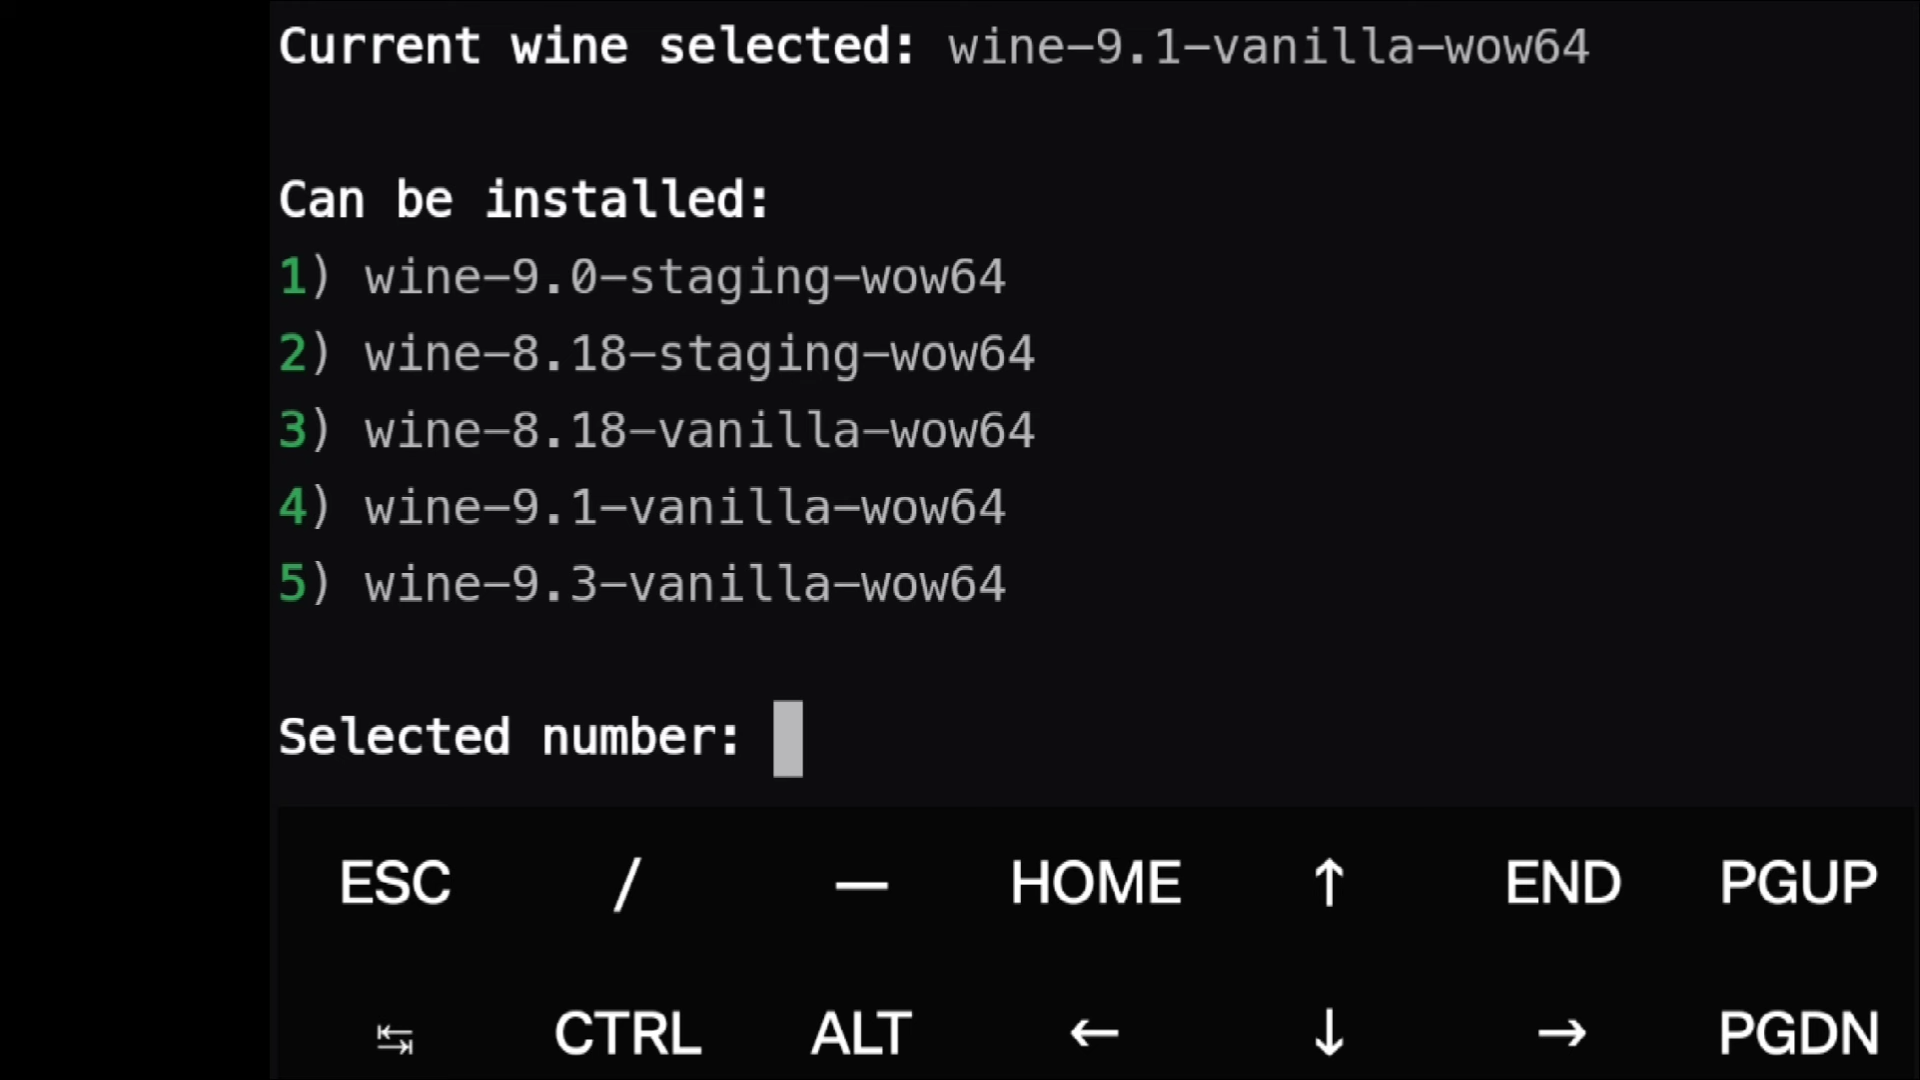 Current wine selected: wine-9.1-vanilla-wow64
Can be installed:
1) wine-9.0-staging-wow64
2) wine-8.18-staging-wow64
3) wine-8.18-vanilla-wow64
4) wine-9.1-vanilla-wow64
5) wine-9.3-vanilla-wow64
Selected number:
ESC / — HOME ↑ END PGUP
↹ CTRL ALT ← ↓ → PGDN